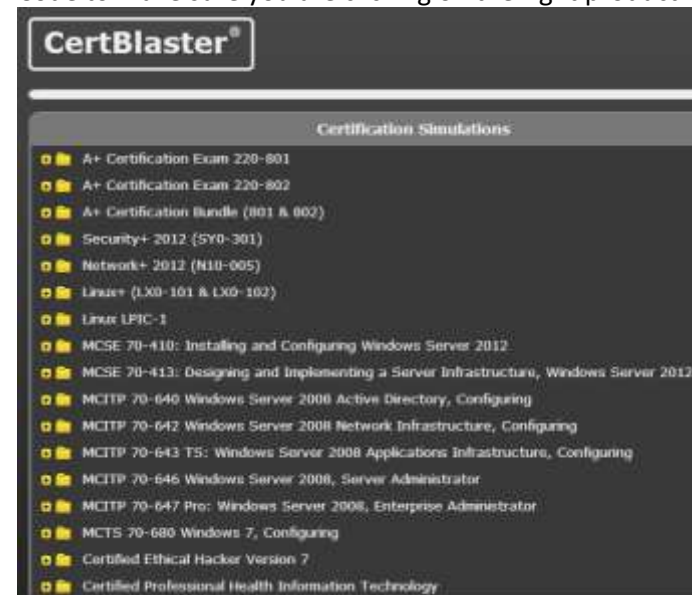 CertBlaster®
Certification Simulations
A+ Certification Exam 220-801
A+ Certification Exam 220-802
A+ Certification Bundle (801 & 802)
Security+ 2012 (SY0-301)
Network+ 2012 (N10-005)
Linux+ (LX0-101 & LX0-102)
Linux LPIC-1
MCSE 70-410: Installing and Configuring Windows Server 2012
MCSE 70-413: Designing and Implementing a Server Infrastructure, Windows Server 2012
MCITP 70-640 Windows Server 2008 Active Directory, Configuring
MCITP 70-642 Windows Server 2008 Network Infrastructure, Configuring
MCITP 70-643 TS: Windows Server 2008 Applications Infrastructure, Configuring
MCITP 70-646 Windows Server 2008, Server Administrator
MCITP 70-647 Pro: Windows Server 2008, Enterprise Administrator
MCTS 70-680 Windows 7, Configuring
Certified Ethical Hacker Version 7
Certified Professional Health Information Technology